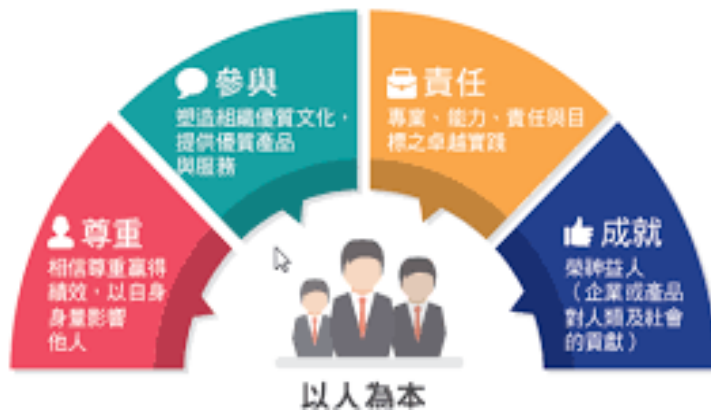 尊重
相信尊重贏得
績效，以自身
身量影響
他人
參與
塑造組織優質文化，
提供優質產品
與服務
責任
專業、能力、責任與目
標之卓越實踐
成就
榮神益人
（企業或產品
對人類及社會
的貢獻）
以人為本